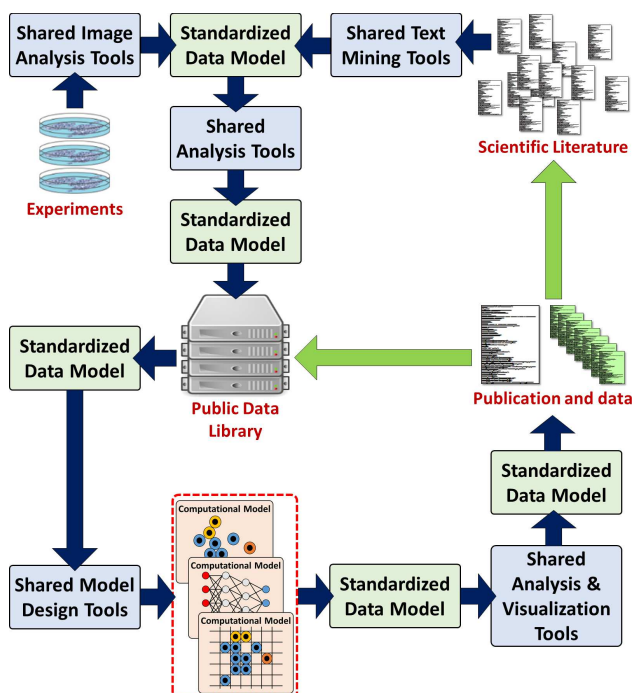 Shared Image
Analysis Tools
Standardized
Data Model
Shared Text
Mining Tools
Scientific Literature
Experiments
Shared
Analysis Tools
Standardized
Data Model
Standardized
Data Model
Public Data
Library
Publication and data
Standardized
Data Model
Shared Model
Design Tools
Computational Model
Computational Model
Computational Model
Standardized
Data Model
Shared
Analysis &
Visualization
Tools